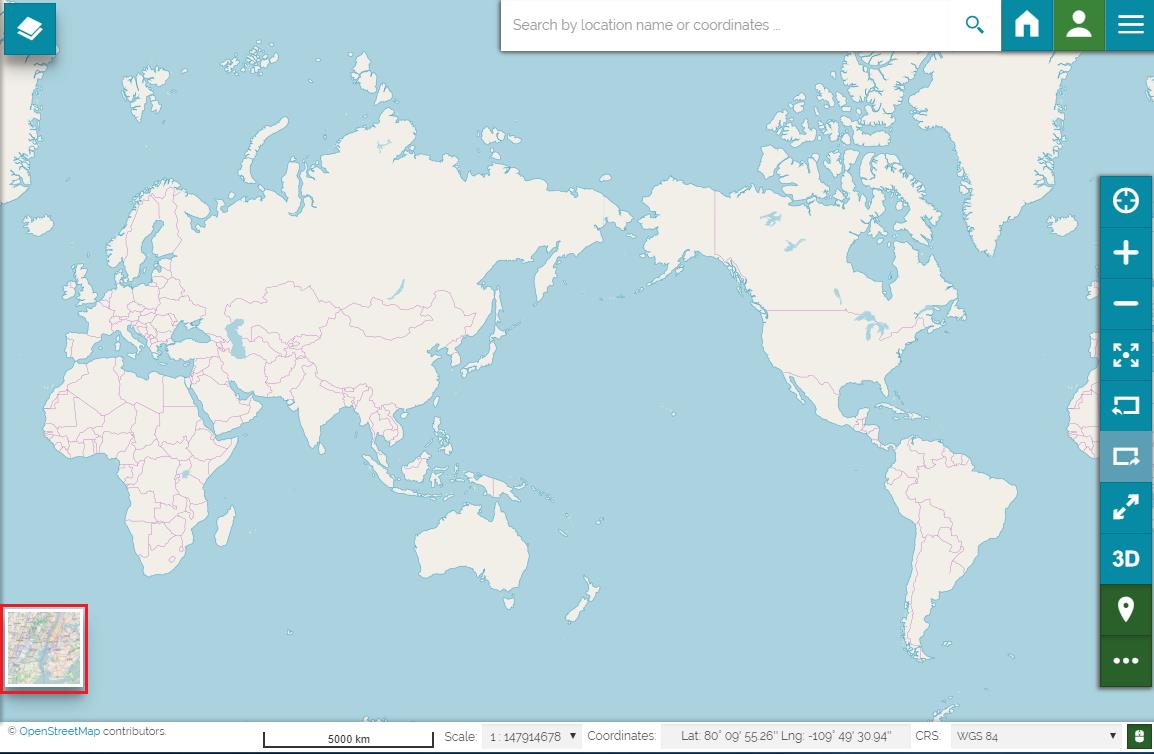 Search by location name or coordinates ...
3D
© OpenStreetMap contributors.
5000 km
Scale:
1 : 147914678
Coordinates:
Lat: 80° 09' 55.26'' Lng: -109° 49' 30.94''
CRS:
WGS 84